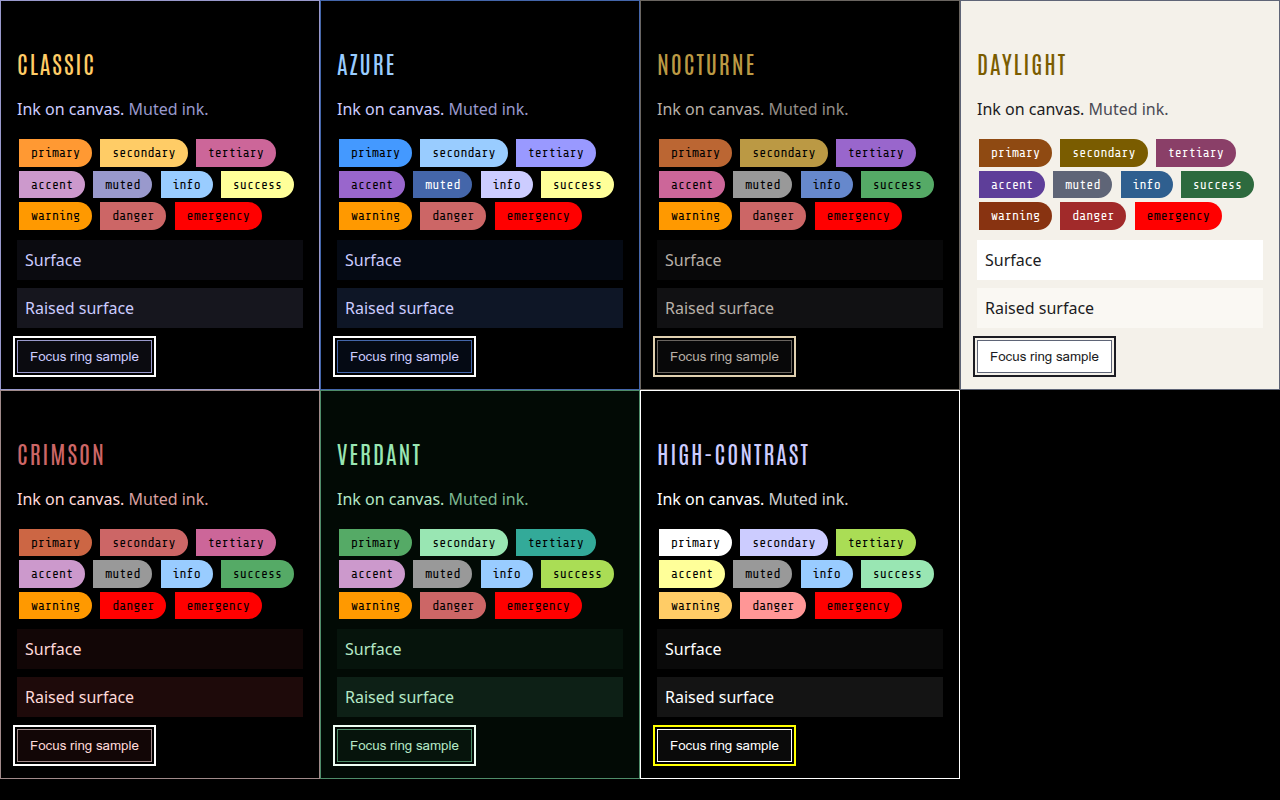 CLASSIC
Ink on canvas. Muted ink.
primary secondary tertiary
accent muted info success
warning danger emergency
Surface
Raised surface
Focus ring sample
AZURE
Ink on canvas. Muted ink.
primary secondary tertiary
accent muted info success
warning danger emergency
Surface
Raised surface
Focus ring sample
NOCTURNE
Ink on canvas. Muted ink.
primary secondary tertiary
accent muted info success
warning danger emergency
Surface
Raised surface
Focus ring sample
DAYLIGHT
Ink on canvas. Muted ink.
primary secondary tertiary
accent muted info success
warning danger emergency
Surface
Raised surface
Focus ring sample
CRIMSON
Ink on canvas. Muted ink.
primary secondary tertiary
accent muted info success
warning danger emergency
Surface
Raised surface
Focus ring sample
VERDANT
Ink on canvas. Muted ink.
primary secondary tertiary
accent muted info success
warning danger emergency
Surface
Raised surface
Focus ring sample
HIGH-CONTRAST
Ink on canvas. Muted ink.
primary secondary tertiary
accent muted info success
warning danger emergency
Surface
Raised surface
Focus ring sample